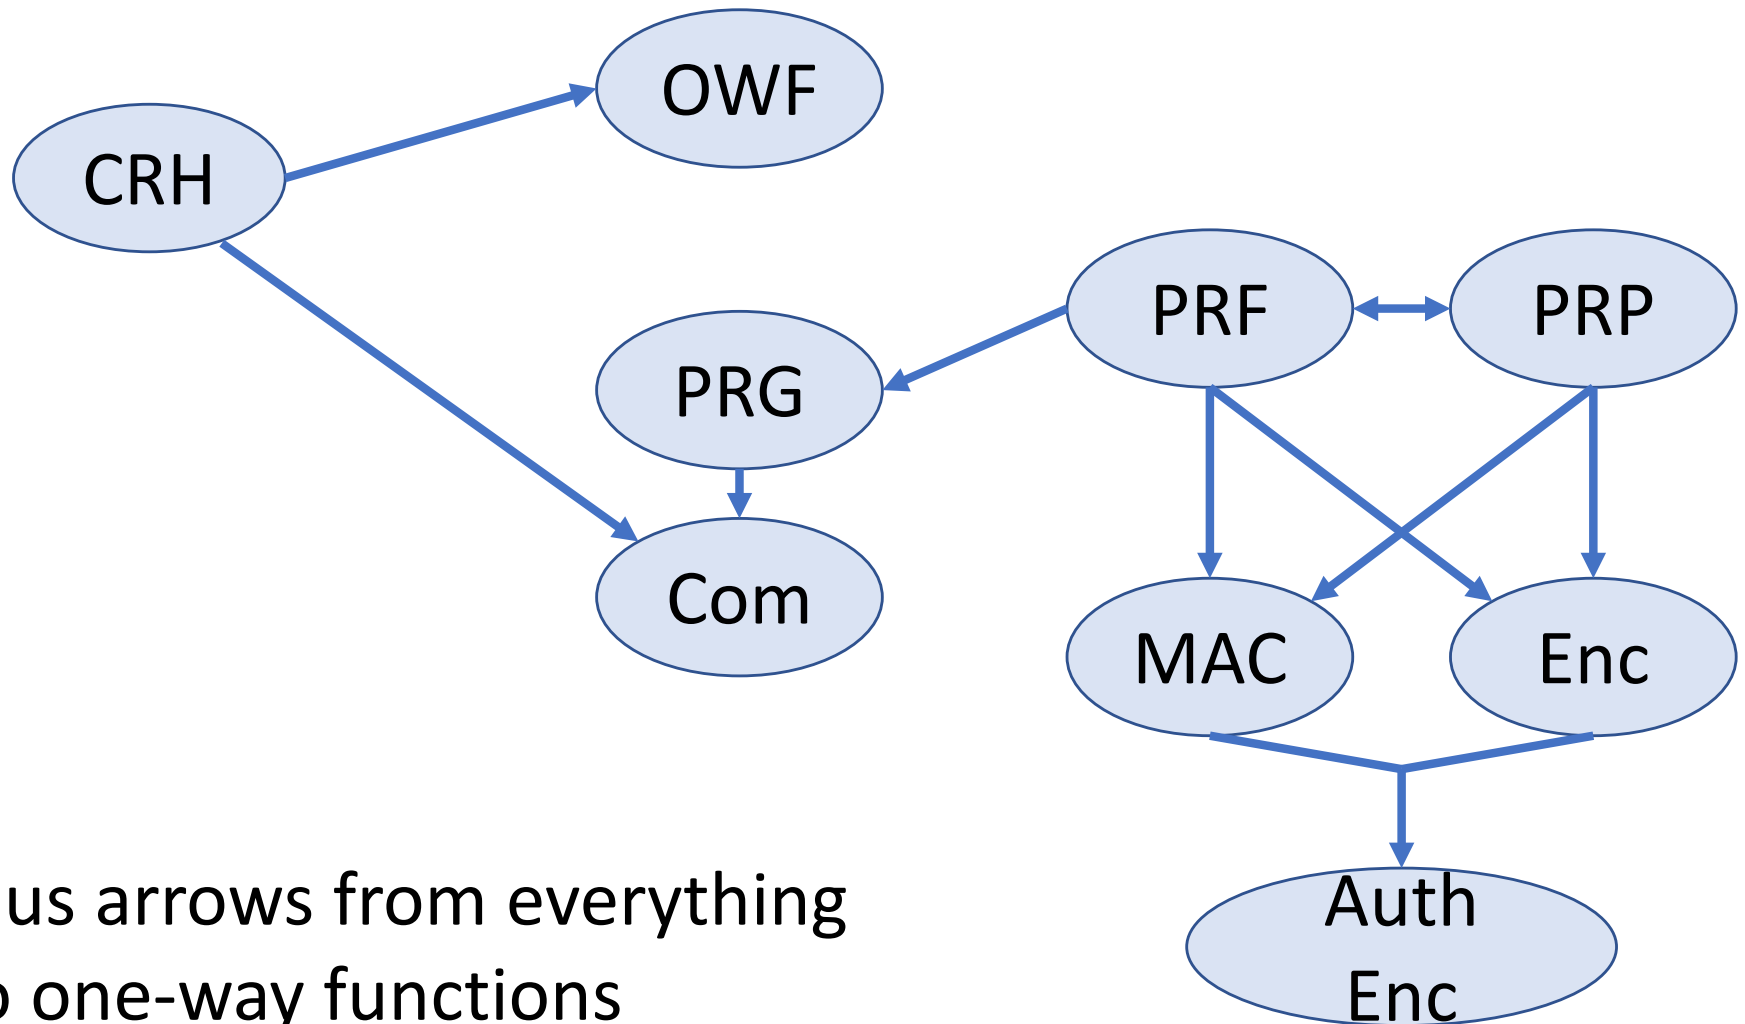 OWF
CRH
PRF
PRP
PRG
Com
MAC
Enc
us arrows from everything
one-way functions
Auth
Enc